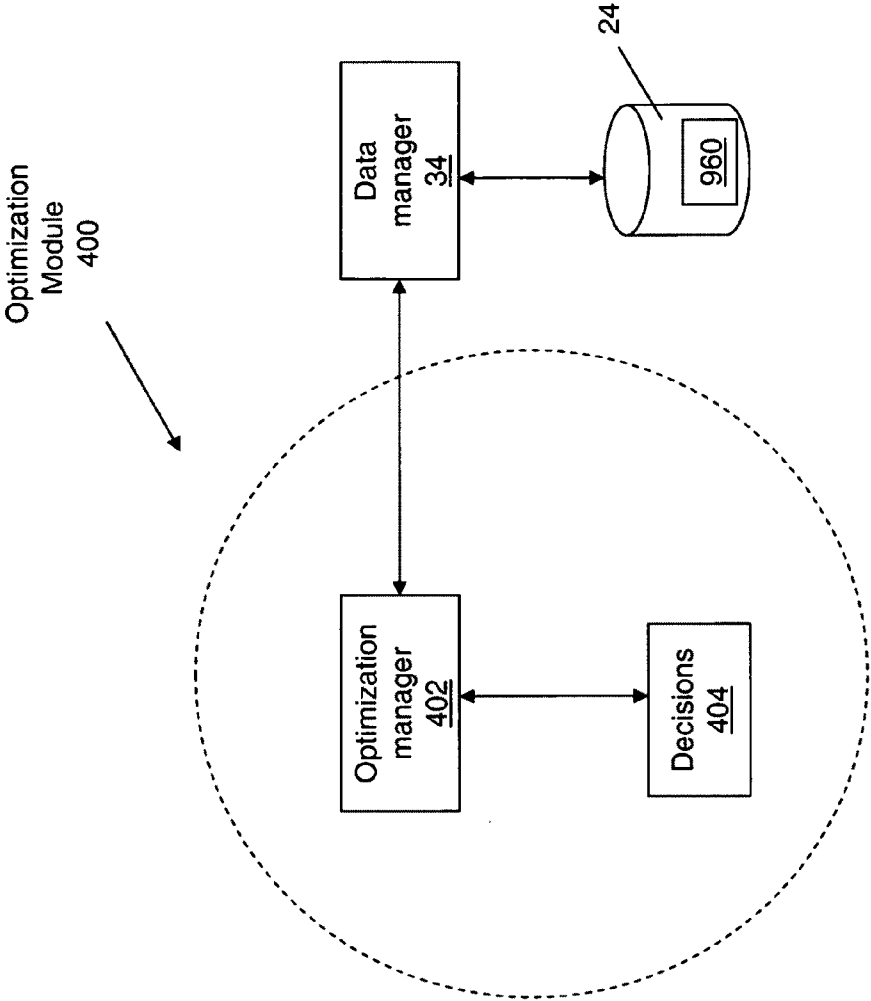 Optimization
Module
400
Data
manager
34
24
960
Optimization
manager
402
Decisions
404